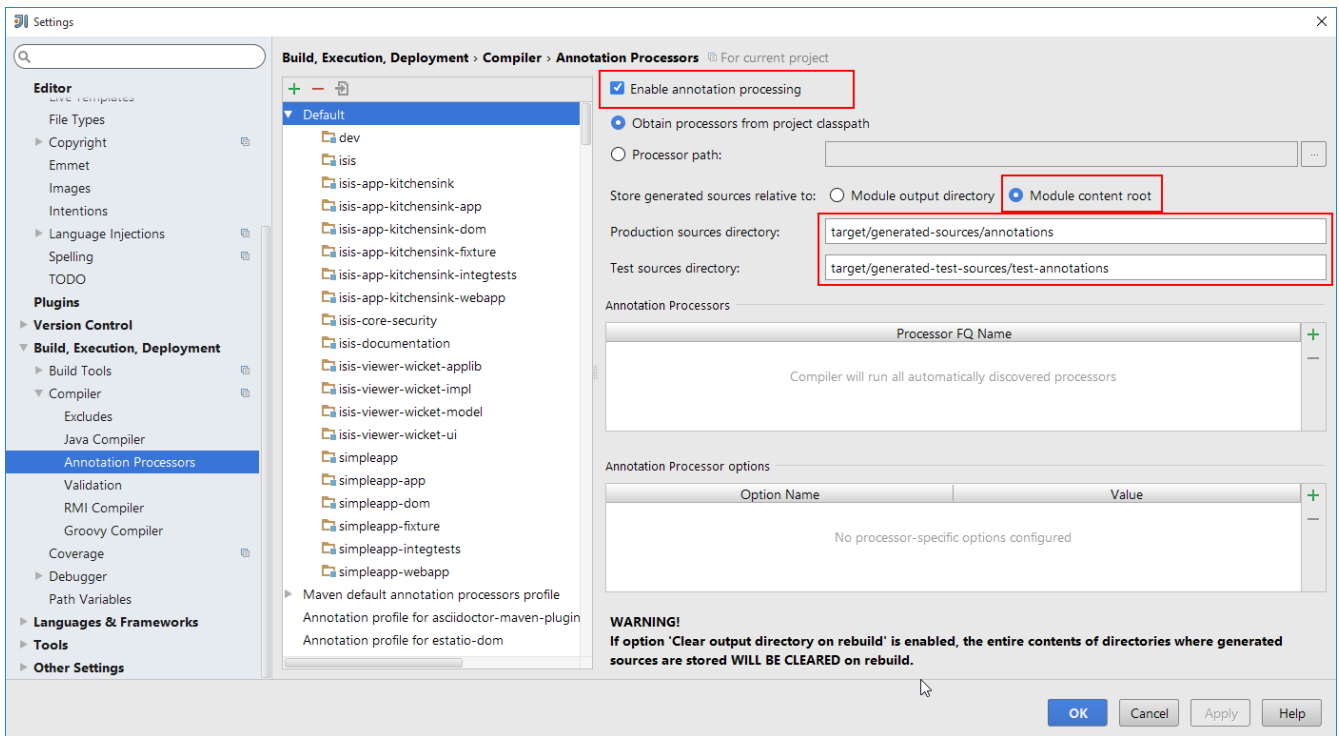 Settings
Editor
Live Templates
File Types
Copyright
Emmet
Images
Intentions
Language Injections
Spelling
TODO
Plugins
Version Control
Build, Execution, Deployment
Build Tools
Compiler
Excludes
Java Compiler
Annotation Processors
Validation
RMI Compiler
Groovy Compiler
Coverage
Debugger
Path Variables
Languages & Frameworks
Tools
Other Settings
Build, Execution, Deployment › Compiler › Annotation Processors For current project
Default
dev
isis
isis-app-kitchensink
isis-app-kitchensink-app
isis-app-kitchensink-dom
isis-app-kitchensink-fixture
isis-app-kitchensink-integtests
isis-app-kitchensink-webapp
isis-core-security
isis-documentation
isis-viewer-wicket-applib
isis-viewer-wicket-impl
isis-viewer-wicket-model
isis-viewer-wicket-ui
simpleapp
simpleapp-app
simpleapp-dom
simpleapp-fixture
simpleapp-integtests
simpleapp-webapp
Maven default annotation processors profile
Annotation profile for asciidoctor-maven-plugin
Annotation profile for estatio-dom
Enable annotation processing
Obtain processors from project classpath
Processor path: ...
Store generated sources relative to: Module output directory Module content root
Production sources directory: target/generated-sources/annotations
Test sources directory: target/generated-test-sources/test-annotations
Annotation Processors
Processor FQ Name
Compiler will run all automatically discovered processors
Annotation Processor options
Option Name Value
No processor-specific options configured
WARNING!
If option 'Clear output directory on rebuild' is enabled, the entire contents of directories where generated
sources are stored WILL BE CLEARED on rebuild.
OK Cancel Apply Help